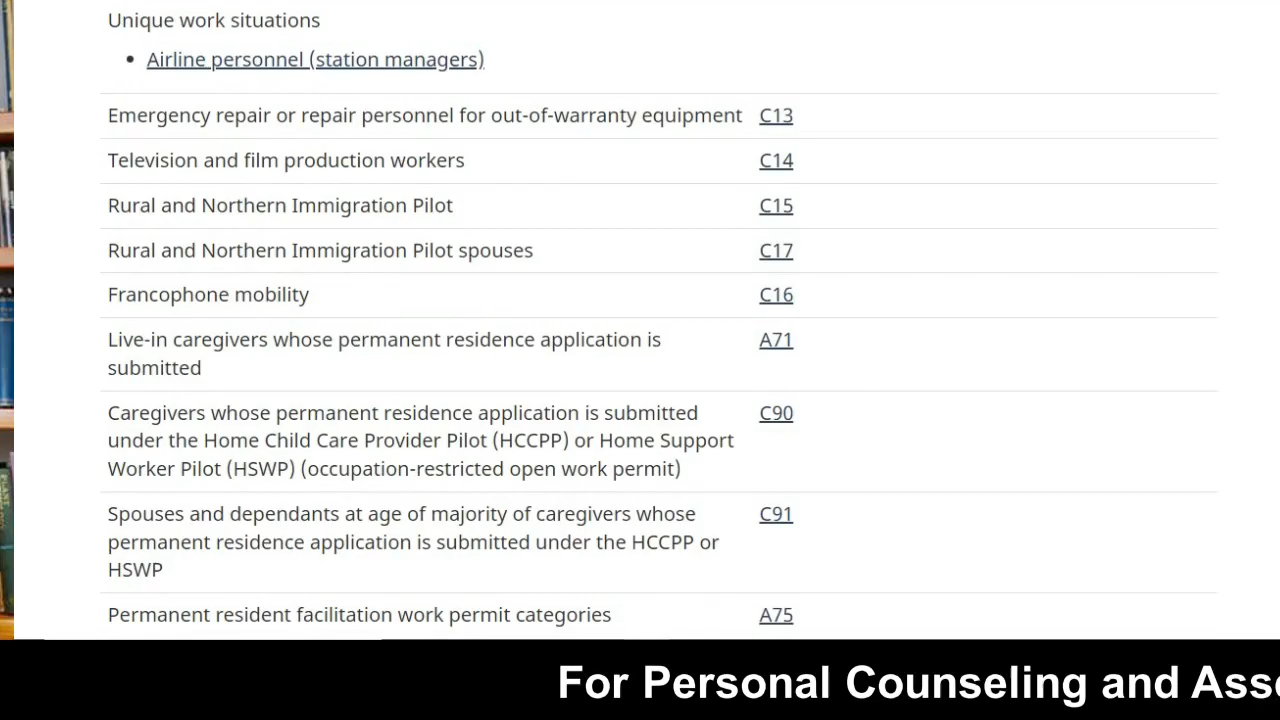 Unique work situations
• Airline personnel (station managers)
Emergency repair or repair personnel for out-of-warranty equipment C13
Television and film production workers C14
Rural and Northern Immigration Pilot C15
Rural and Northern Immigration Pilot spouses C17
Francophone mobility C16
Live-in caregivers whose permanent residence application is A71
submitted
Caregivers whose permanent residence application is submitted C90
under the Home Child Care Provider Pilot (HCCPP) or Home Support
Worker Pilot (HSWP) (occupation-restricted open work permit)
Spouses and dependants at age of majority of caregivers whose C91
permanent residence application is submitted under the HCCPP or
HSWP
Permanent resident facilitation work permit categories A75
For Personal Counseling and Asse